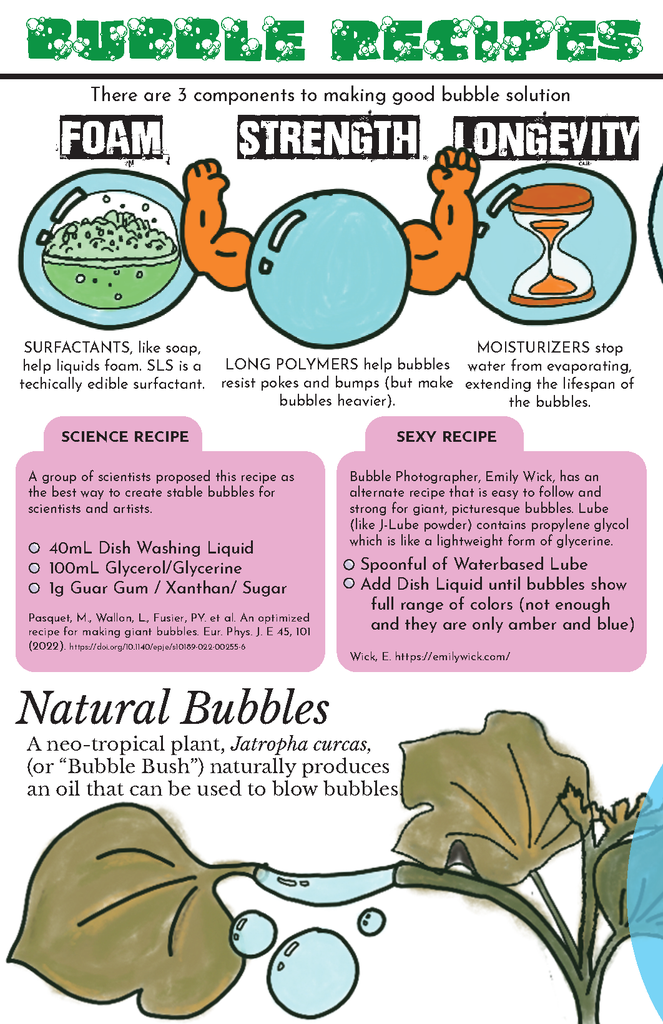 BUBBLE RECIPES
There are 3 components to making good bubble solution
FOAM
STRENGTH
LONGEVITY
SURFACTANTS, like soap,
help liquids foam. SLS is a
techically edible surfactant.
LONG POLYMERS help bubbles
resist pokes and bumps (but make
bubbles heavier).
MOISTURIZERS stop
water from evaporating,
extending the lifespan of
the bubbles.
SCIENCE RECIPE
A group of scientists proposed this recipe as
the best way to create stable bubbles for
scientists and artists.
40mL Dish Washing Liquid
100mL Glycerol/Glycerine
1g Guar Gum / Xanthan/ Sugar
Pasquet, M., Wallon, L., Fusier, PY. et al. An optimized
recipe for making giant bubbles. Eur. Phys. J. E 45, 101
(2022). https://doi.org/10.1140/epje/s10189-022-00255-6
SEXY RECIPE
Bubble Photographer, Emily Wick, has an
alternate recipe that is easy to follow and
strong for giant, picturesque bubbles. Lube
(like J-Lube powder) contains propylene glycol
which is like a lightweight form of glycerine.
Spoonful of Waterbased Lube
Add Dish Liquid until bubbles show
full range of colors (not enough
and they are only amber and blue)
Wick, E. https://emilywick.com/
Natural Bubbles
A neo-tropical plant, Jatropha curcas,
(or “Bubble Bush”) naturally produces
an oil that can be used to blow bubbles.